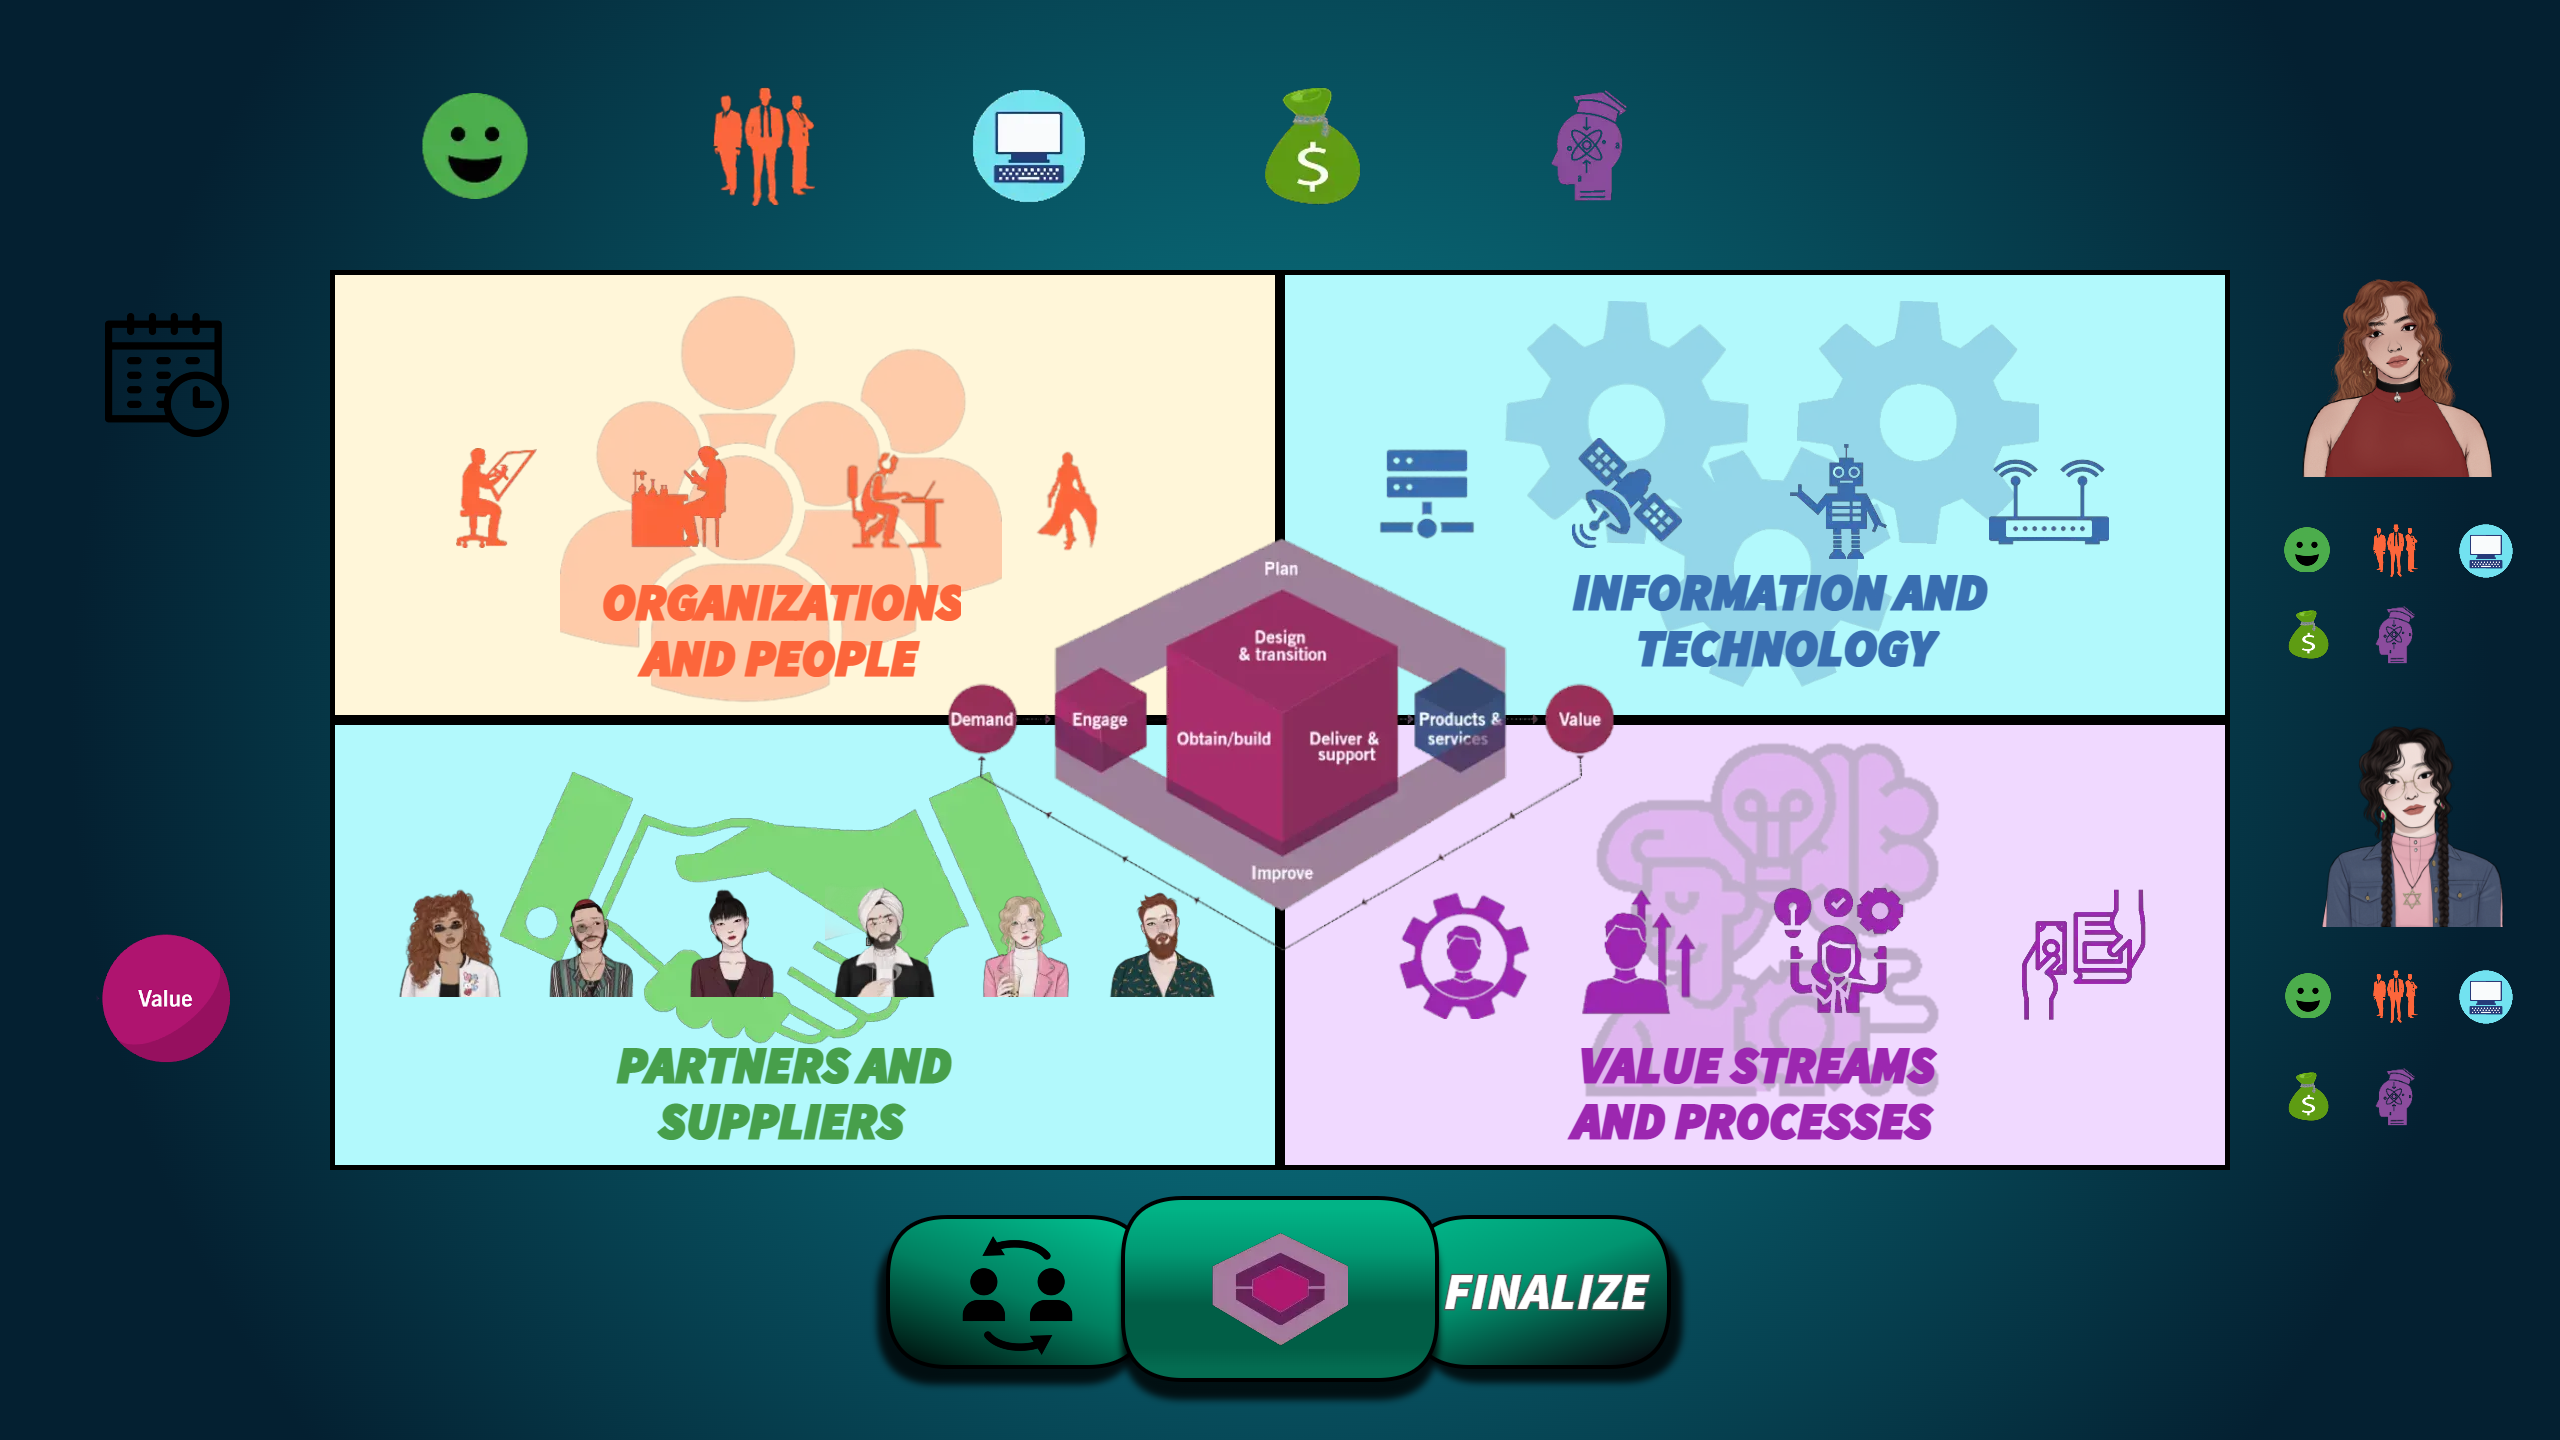 ORGANIZATIONS
AND PEOPLE
INFORMATION AND
TECHNOLOGY
Plan
Design
& transition
Demand
Engage
Obtain/build
Deliver &
support
Products &
services
Value
Improve
Value
PARTNERS AND
SUPPLIERS
VALUE STREAMS
AND PROCESSES
FINALIZE